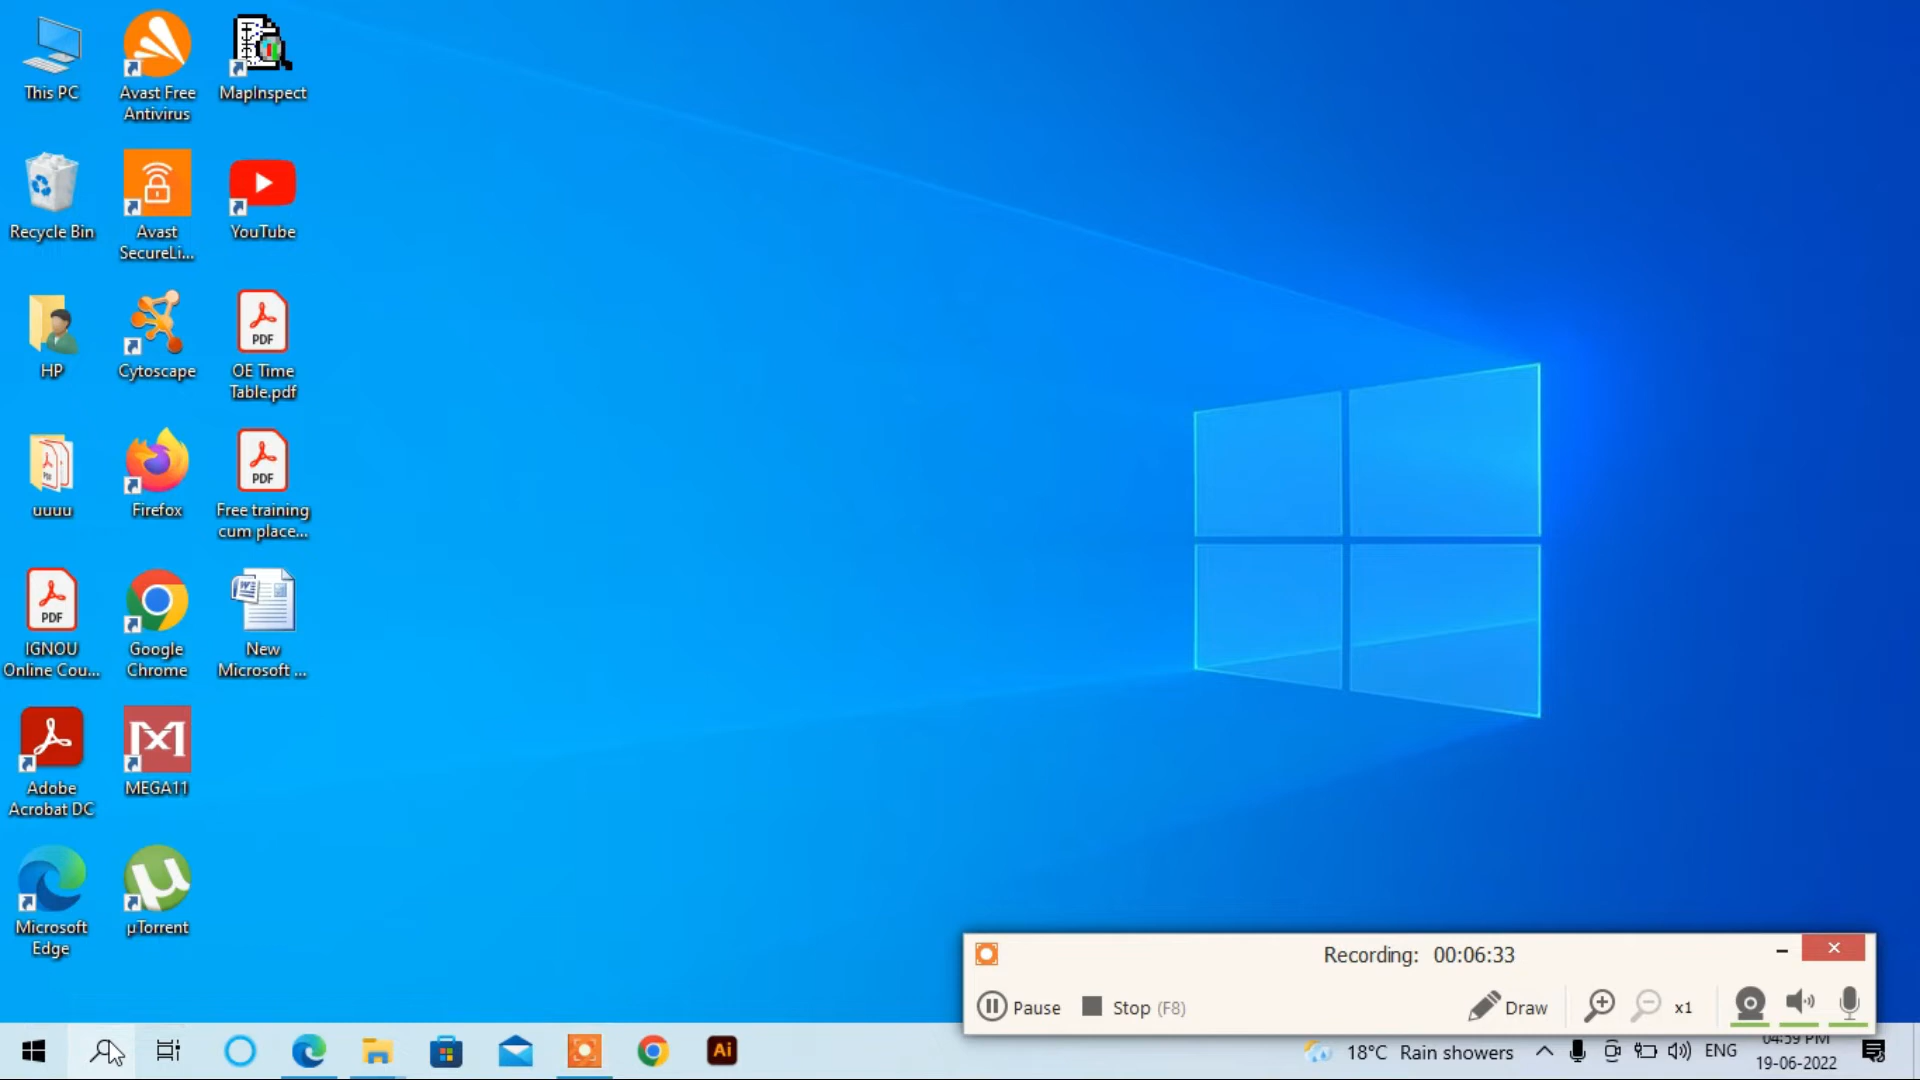 This PC
Avast Free
Antivirus
MapInspect
Recycle Bin
Avast
SecureLi...
YouTube
HP
Cytoscape
PDF
OE Time
Table.pdf
uuuu
Firefox
PDF
Free training
cum place...
PDF
IGNOU
Online Cou...
Google
Chrome
New
Microsoft ...
Adobe
Acrobat DC
MEGA11
Microsoft
Edge
µTorrent
Recording: 00:06:33
Pause
Stop (F8)
Draw
x1
Ai
18°C Rain showers
ENG
04:59 PM
19-06-2022